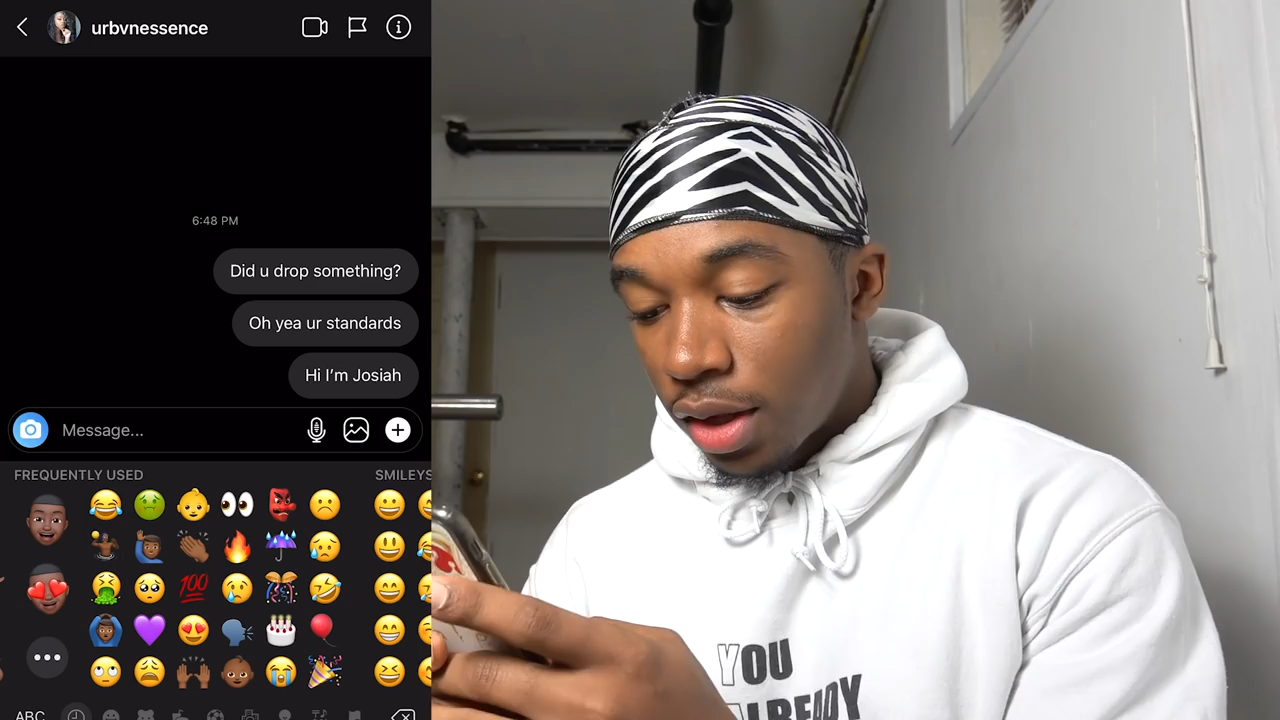 urbvnessence
6:48 PM
Did u drop something?
Oh yea ur standards
Hi I’m Josiah
Message...
FREQUENTLY USED
SMILEYS
ABC
YOU
ALREADY